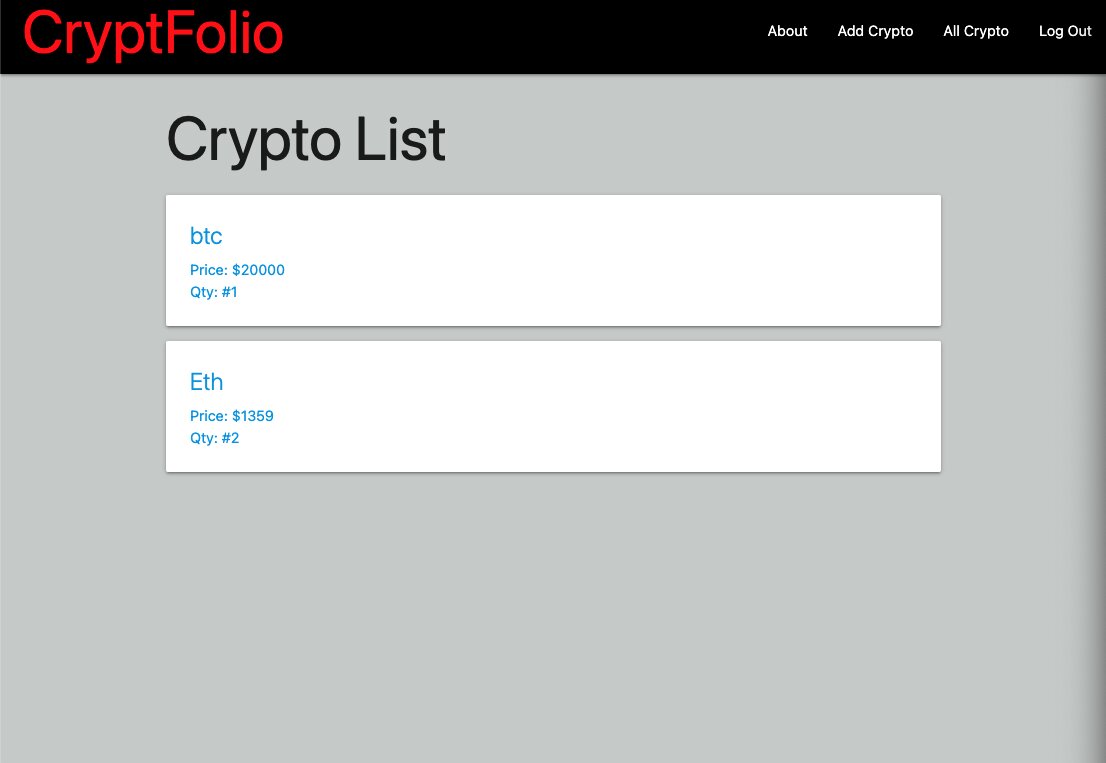 CryptFolio
About Add Crypto All Crypto Log Out
Crypto List
btc
Price: $20000
Qty: #1
Eth
Price: $1359
Qty: #2